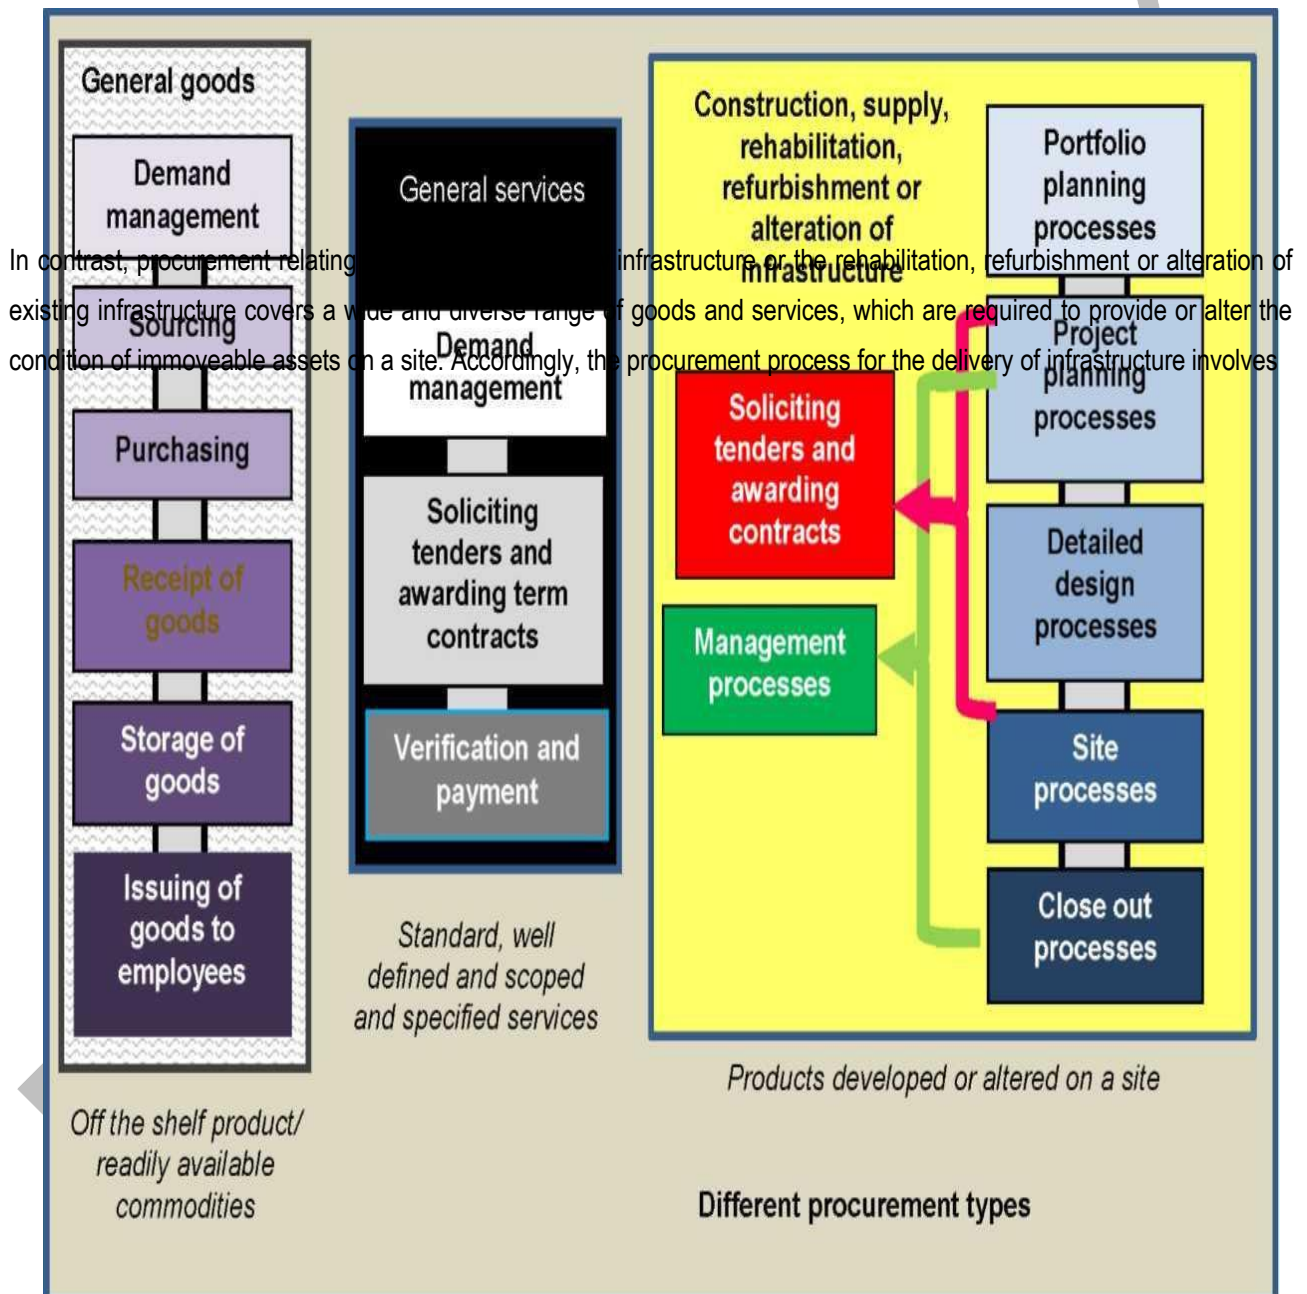 General goods
Demand
management
Sourcing
Purchasing
Receipt of
goods
Storage of
goods
Issuing of
goods to
employees
Off the shelf product/
readily available
commodities
General services
Demand
management
Soliciting
tenders and
awarding term
contracts
Verification and
payment
Standard, well
defined and scoped
and specified services
Construction, supply,
rehabilitation,
refurbishment or
alteration of
infrastructure
Soliciting
tenders and
awarding
contracts
Management
processes
Portfolio
planning
processes
Project
planning
processes
Detailed
design
processes
Site
processes
Close out
processes
Products developed or altered on a site
Different procurement types
In contrast, procurement relating infrastructure or the rehabilitation, refurbishment or alteration of
existing infrastructure covers a wide and diverse range of goods and services, which are required to provide or alter the
condition of immoveable assets on a site. Accordingly, the procurement process for the delivery of infrastructure involves